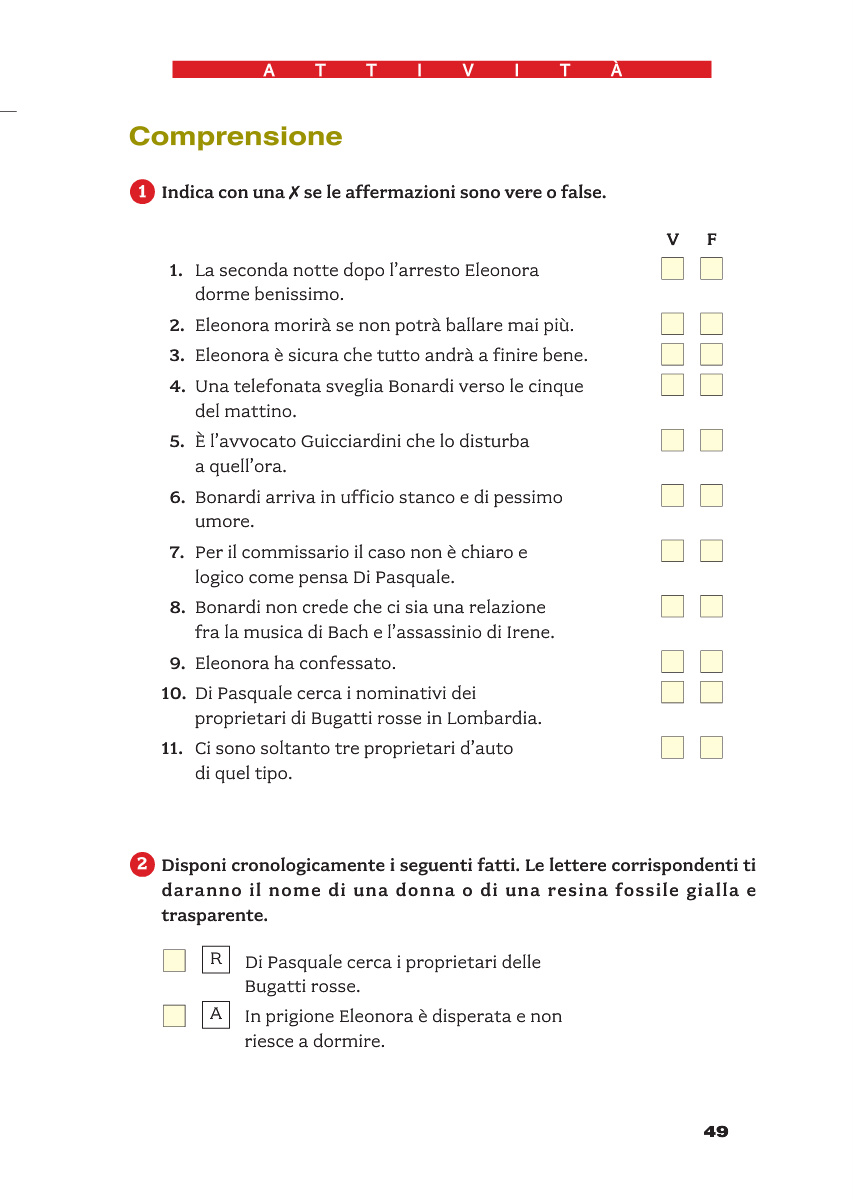 A T T I V I T À
Comprensione
1 Indica con una ✗ se le affermazioni sono vere o false.
V F
1. La seconda notte dopo l’arresto Eleonora
dorme benissimo.
2. Eleonora morirà se non potrà ballare mai più.
3. Eleonora è sicura che tutto andrà a finire bene.
4. Una telefonata sveglia Bonardi verso le cinque
del mattino.
5. È l’avvocato Guicciardini che lo disturba
a quell’ora.
6. Bonardi arriva in ufficio stanco e di pessimo
umore.
7. Per il commissario il caso non è chiaro e
logico come pensa Di Pasquale.
8. Bonardi non crede che ci sia una relazione
fra la musica di Bach e l’assassinio di Irene.
9. Eleonora ha confessato.
10. Di Pasquale cerca i nominativi dei
proprietari di Bugatti rosse in Lombardia.
11. Ci sono soltanto tre proprietari d’auto
di quel tipo.
2 Disponi cronologicamente i seguenti fatti. Le lettere corrispondenti ti
daranno il nome di una donna o di una resina fossile gialla e
trasparente.
R Di Pasquale cerca i proprietari delle
Bugatti rosse.
A In prigione Eleonora è disperata e non
riesce a dormire.
49